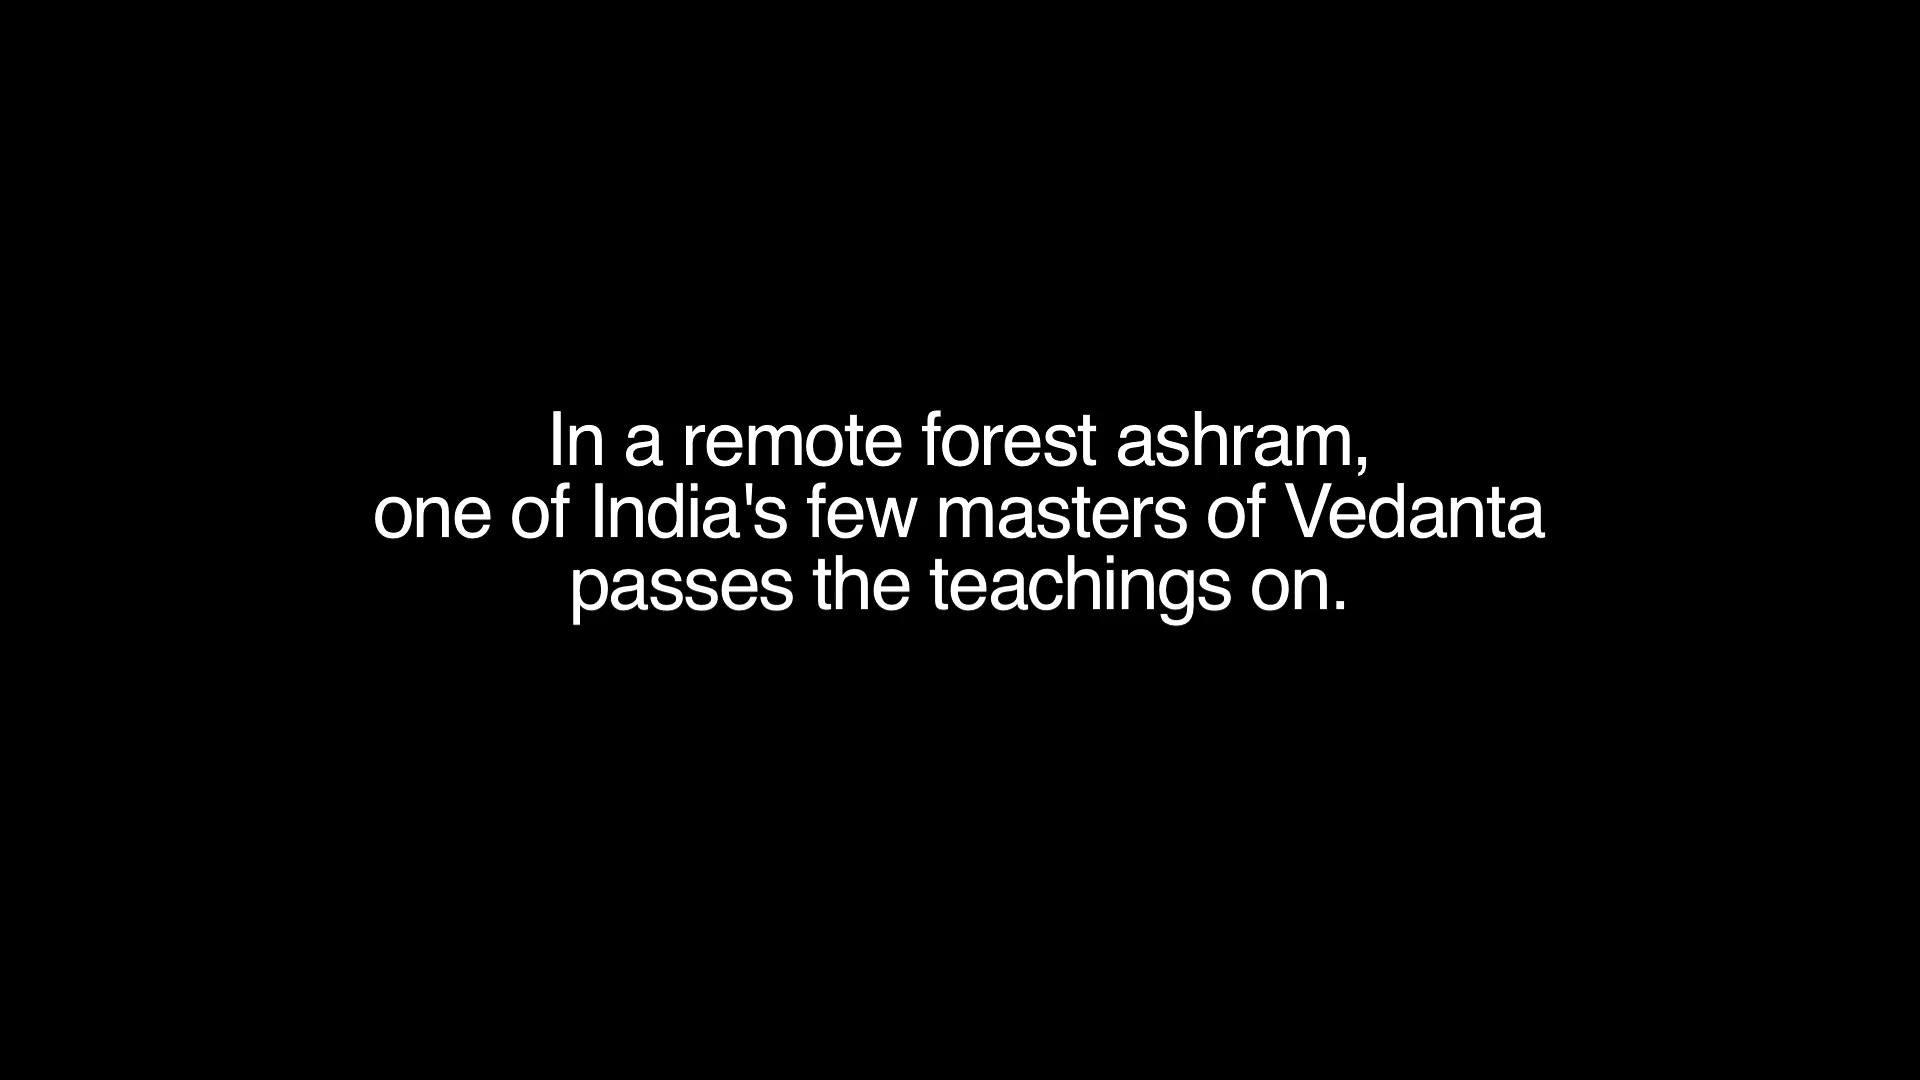 In a remote forest ashram,
one of India's few masters of Vedanta
passes the teachings on.